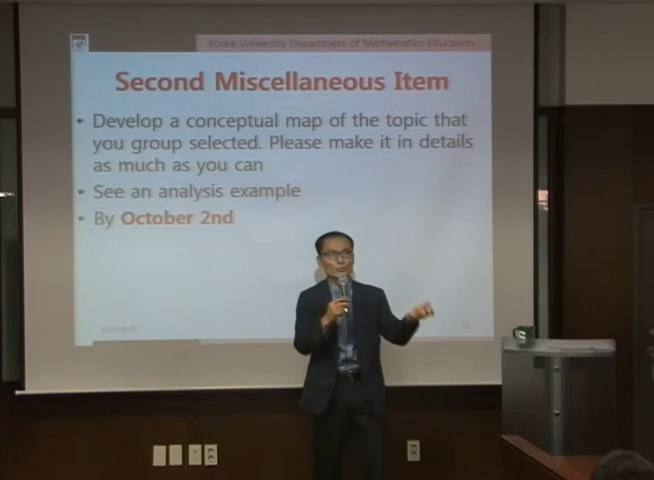 Korea University Department of Mathematics Education
Second Miscellaneous Item
• Develop a conceptual map of the topic that
you group selected. Please make it in details
as much as you can
• See an analysis example
• By October 2nd